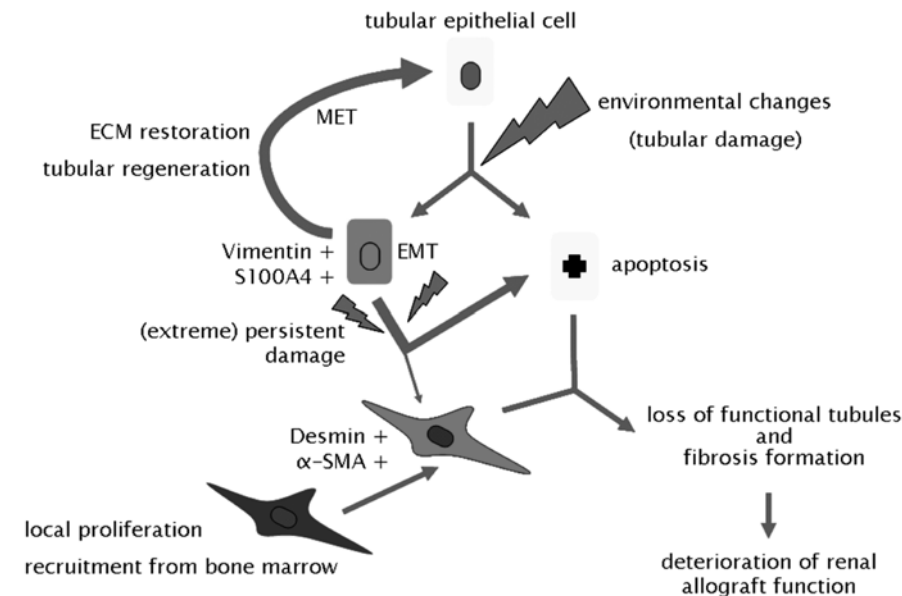 tubular epithelial cell
environmental changes
(tubular damage)
MET
ECM restoration
tubular regeneration
Vimentin +
S100A4 +
EMT
apoptosis
(extreme) persistent
damage
Desmin +
α-SMA +
loss of functional tubules
and
fibrosis formation
local proliferation
recruitment from bone marrow
deterioration of renal
allograft function